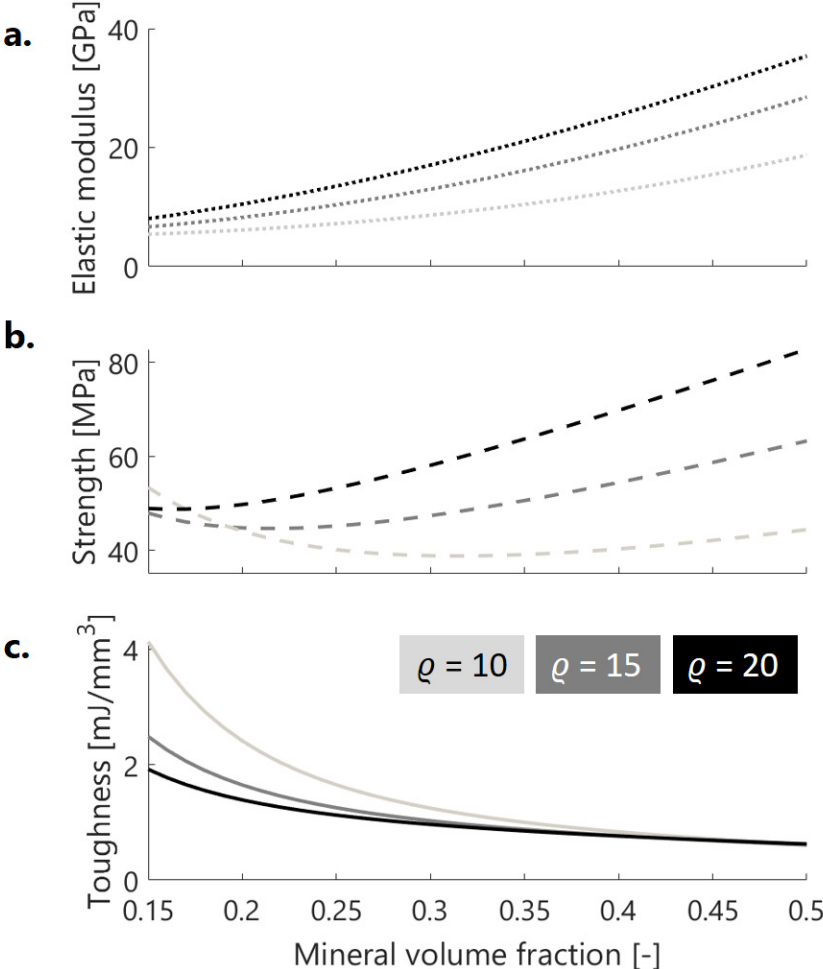 a.
Elastic modulus [GPa]
40
20
0
b.
Strength [MPa]
80
60
40
c.
Toughness [mJ/mm³]
4
2
0
ϱ = 10
ϱ = 15
ϱ = 20
0.15 0.2 0.25 0.3 0.35 0.4 0.45 0.5
Mineral volume fraction [-]